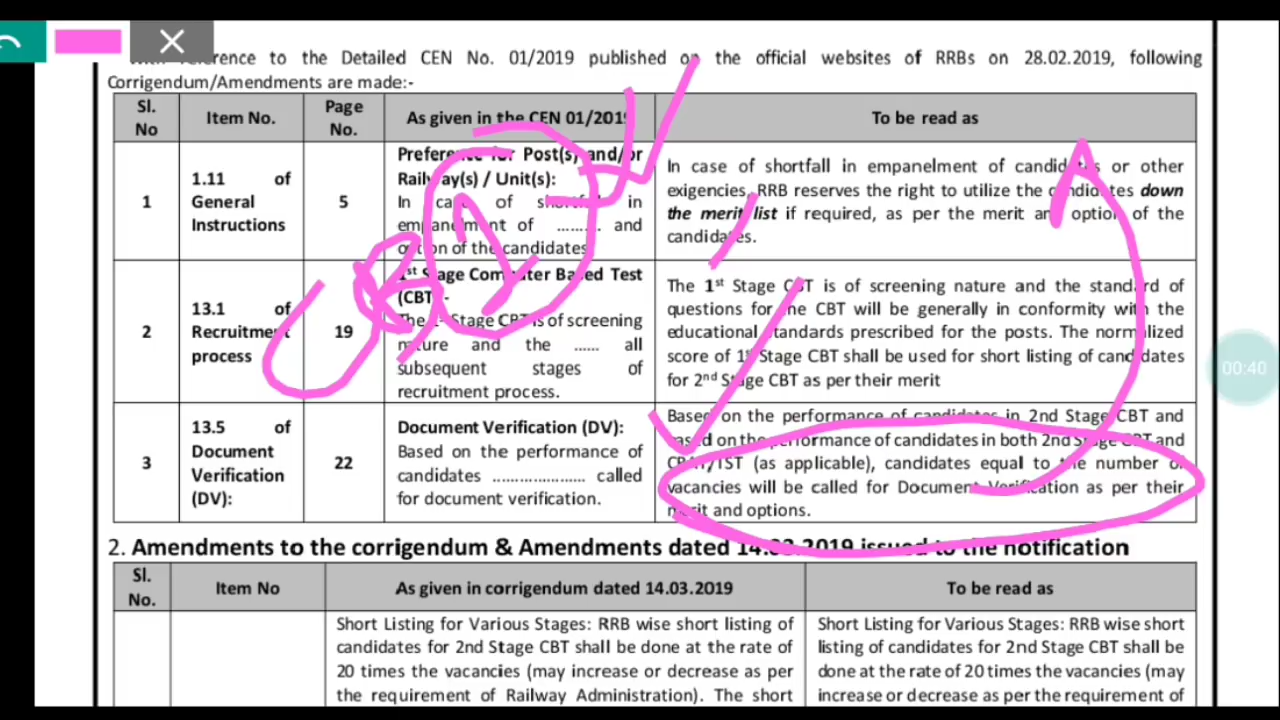 reference to the Detailed CEN No. 01/2019 published on the official websites of RRBs on 28.02.2019, following
Corrigendum/Amendments are made:-
Sl. No
Item No.
Page No.
As given in the CEN 01/2019
To be read as
1
1.11 of
General
Instructions
5
Preference for Post(s) and/or
Railway(s) / Unit(s):
In case of shortfall in
empanelment of ........ and
option of the candidates
In case of shortfall in empanelment of candidates or other
exigencies, RRB reserves the right to utilize the candidates down
the merit list if required, as per the merit and option of the
candidates.
2
13.1 of
Recruitment
process
19
1st Stage Computer Based Test
(CBT):-
The 1st Stage CBT is of screening
nature and the ...... all
subsequent stages of
recruitment process.
The 1st Stage CBT is of screening nature and the standard of
questions for the CBT will be generally in conformity with the
educational standards prescribed for the posts. The normalized
score of 1st Stage CBT shall be used for short listing of candidates
for 2nd Stage CBT as per their merit
3
13.5 of
Document
Verification
(DV):
22
Document Verification (DV):
Based on the performance of
candidates ..................... called
for document verification.
Based on the performance of candidates in 2nd Stage CBT and
based on the performance of candidates in both 2nd Stage CBT and
CBAT/TST (as applicable), candidates equal to the number of
vacancies will be called for Document Verification as per their
merit and options.
2. Amendments to the corrigendum & Amendments dated 14.03.2019 issued to the notification
Sl. No.
Item No
As given in corrigendum dated 14.03.2019
To be read as
Short Listing for Various Stages: RRB wise short listing of
candidates for 2nd Stage CBT shall be done at the rate of
20 times the vacancies (may increase or decrease as per
the requirement of Railway Administration). The short
Short Listing for Various Stages: RRB wise short
listing of candidates for 2nd Stage CBT shall be
done at the rate of 20 times the vacancies (may
increase or decrease as per the requirement of
00:40